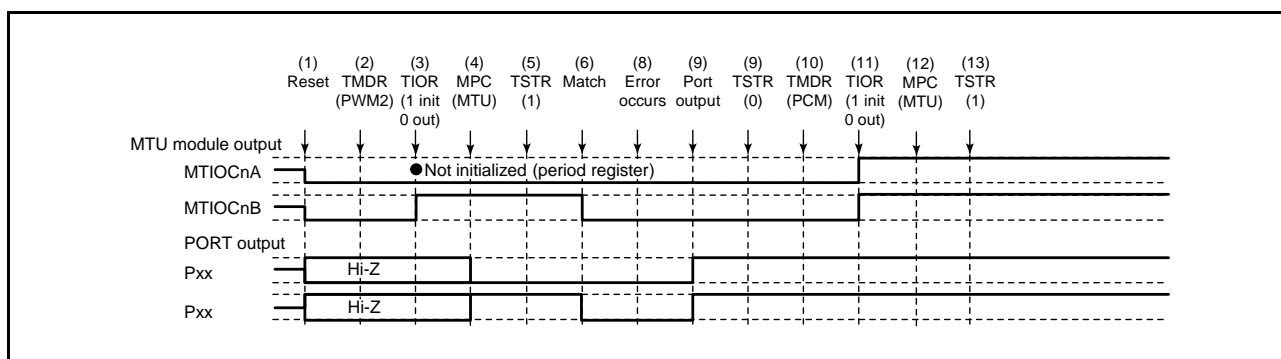 (1) (2) (3) (4) (5) (6) (8) (9) (9) (10) (11) (12) (13)
Reset TMDR TIOR MPC TSTR Match Error Port TSTR TMDR TIOR MPC TSTR
(PWM2) (1 init (MTU) (1) occurs output (0) (PCM) (1 init (MTU) (1)
0 out) 0 out)
MTU module output
MTIOCnA
●Not initialized (period register)
MTIOCnB
PORT output
Pxx
Hi-Z
Pxx
Hi-Z